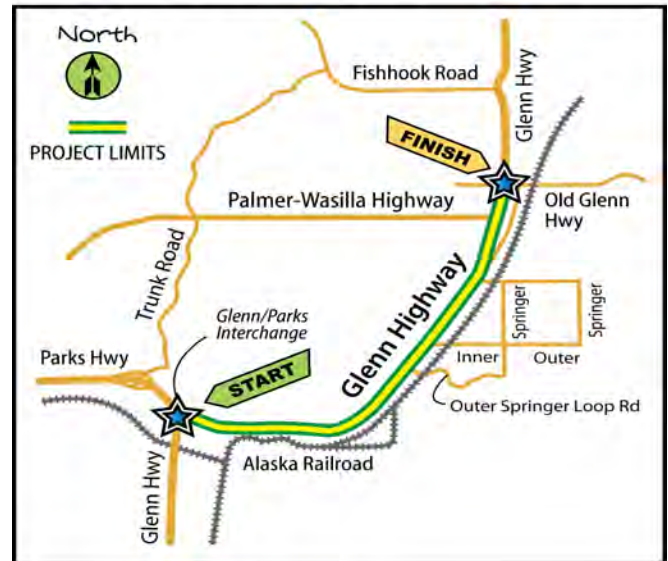 North
PROJECT LIMITS
Fishhook Road
Glenn Hwy
FINISH
Palmer-Wasilla Highway
Old Glenn
Hwy
Trunk Road
Glenn/Parks
Interchange
Glenn Highway
Springer
Springer
Parks Hwy
START
Inner
Outer
Outer Springer Loop Rd
Alaska Railroad
Glenn Hwy